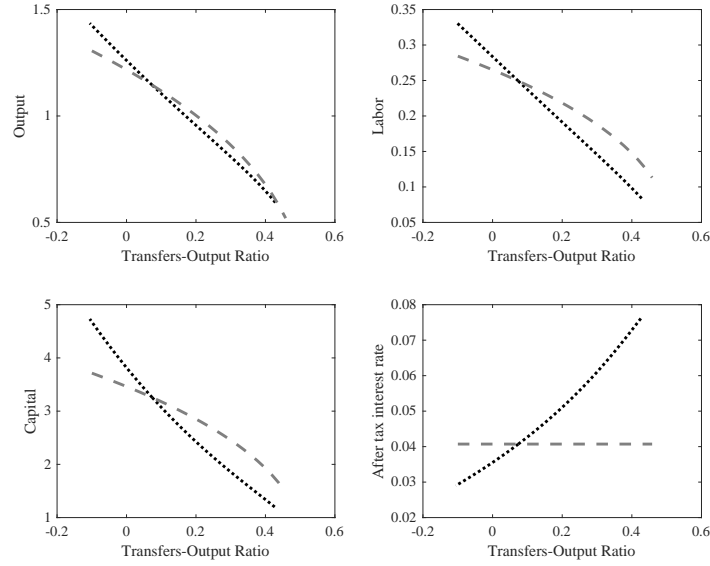 1.5
1
0.5
Output
-0.2 0 0.2 0.4 0.6
Transfers-Output Ratio
0.35
0.3
0.25
0.2
0.15
0.1
0.05
Labor
-0.2 0 0.2 0.4 0.6
Transfers-Output Ratio
5
4
3
2
1
Capital
-0.2 0 0.2 0.4 0.6
Transfers-Output Ratio
0.08
0.07
0.06
0.05
0.04
0.03
0.02
After tax interest rate
-0.2 0 0.2 0.4 0.6
Transfers-Output Ratio